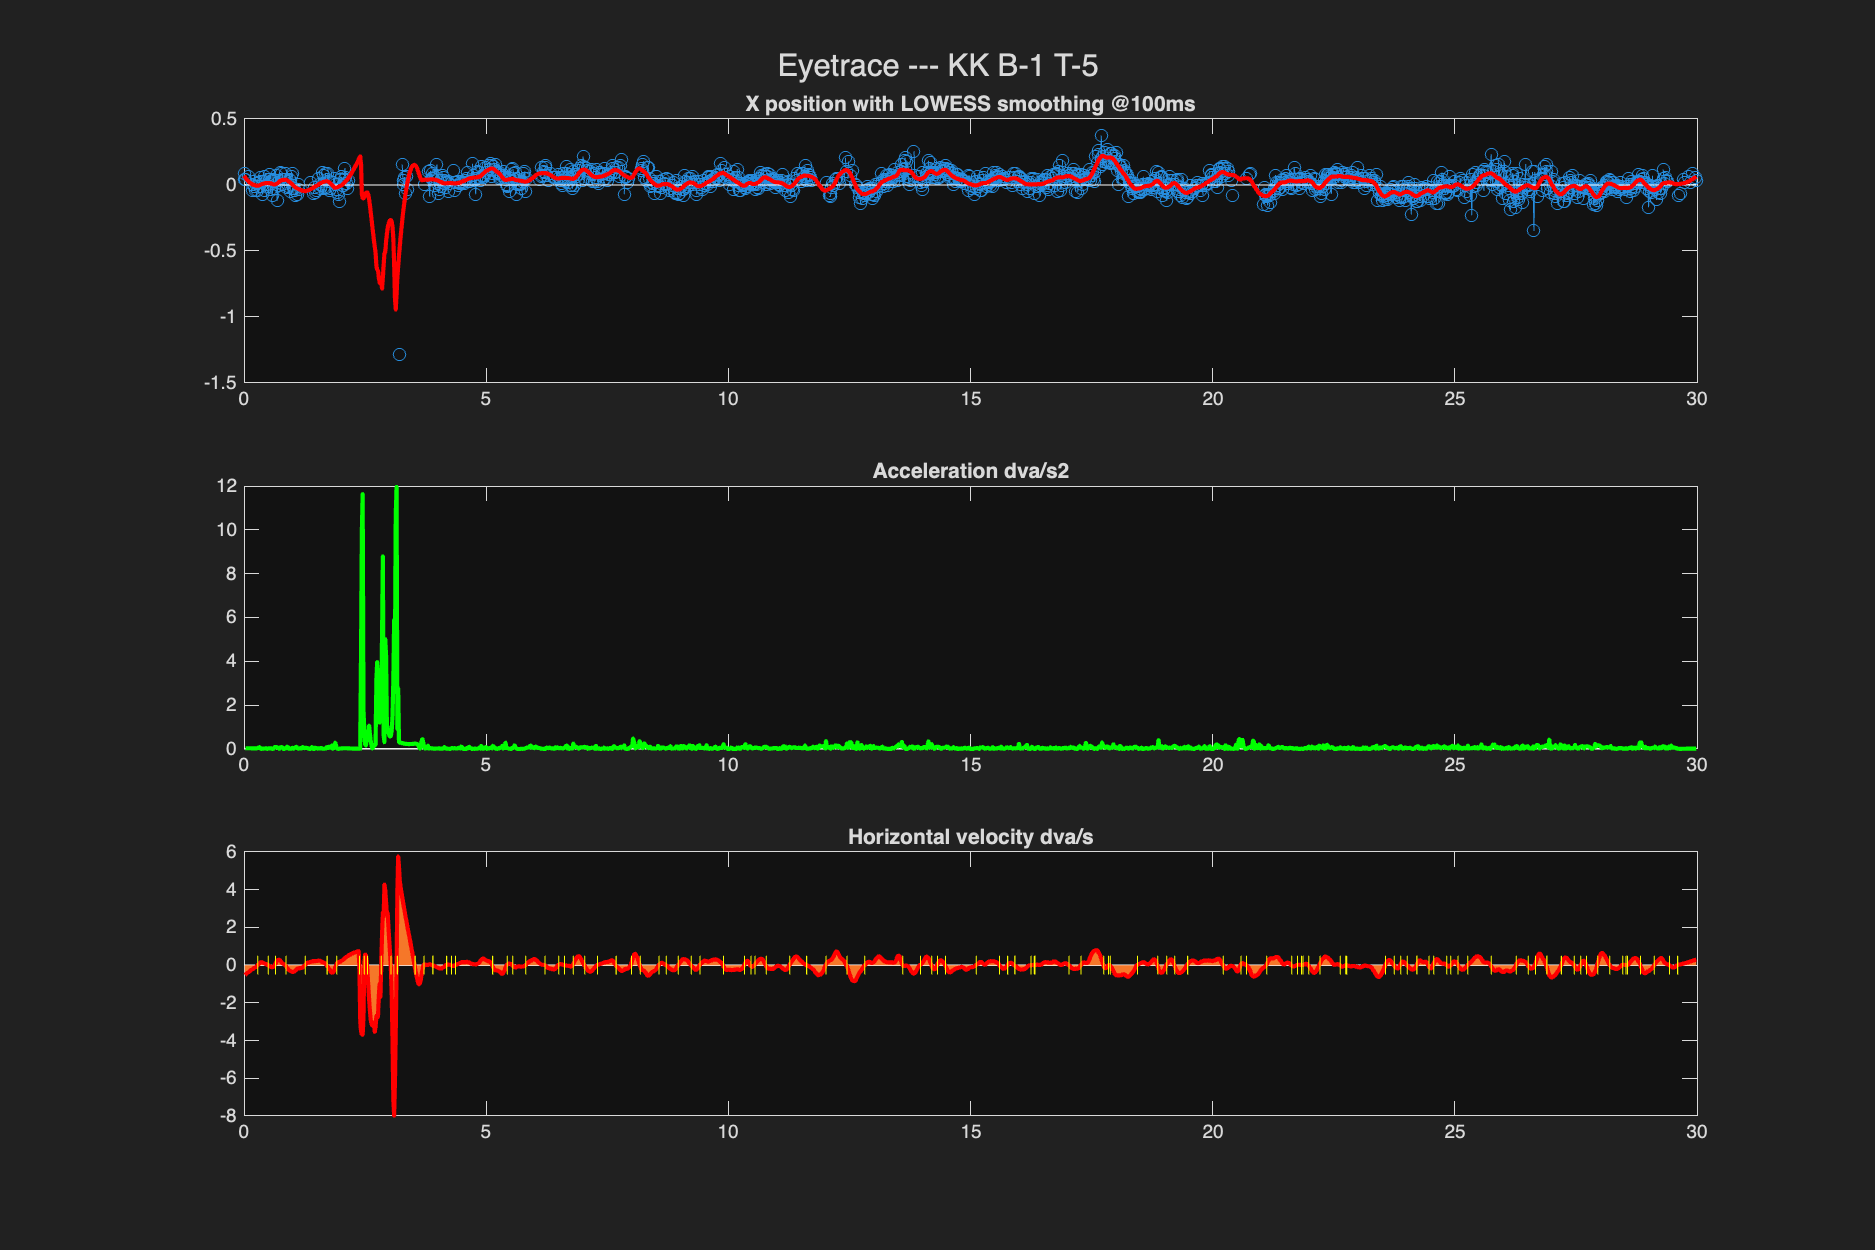 Eyetrace --- KK B-1 T-5
X position with LOWESS smoothing @100ms
0.5
0
-0.5
-1
-1.5
0 5 10 15 20 25 30
Acceleration dva/s2
12
10
8
6
4
2
0
0 5 10 15 20 25 30
Horizontal velocity dva/s
6
4
2
0
-2
-4
-6
-8
0 5 10 15 20 25 30